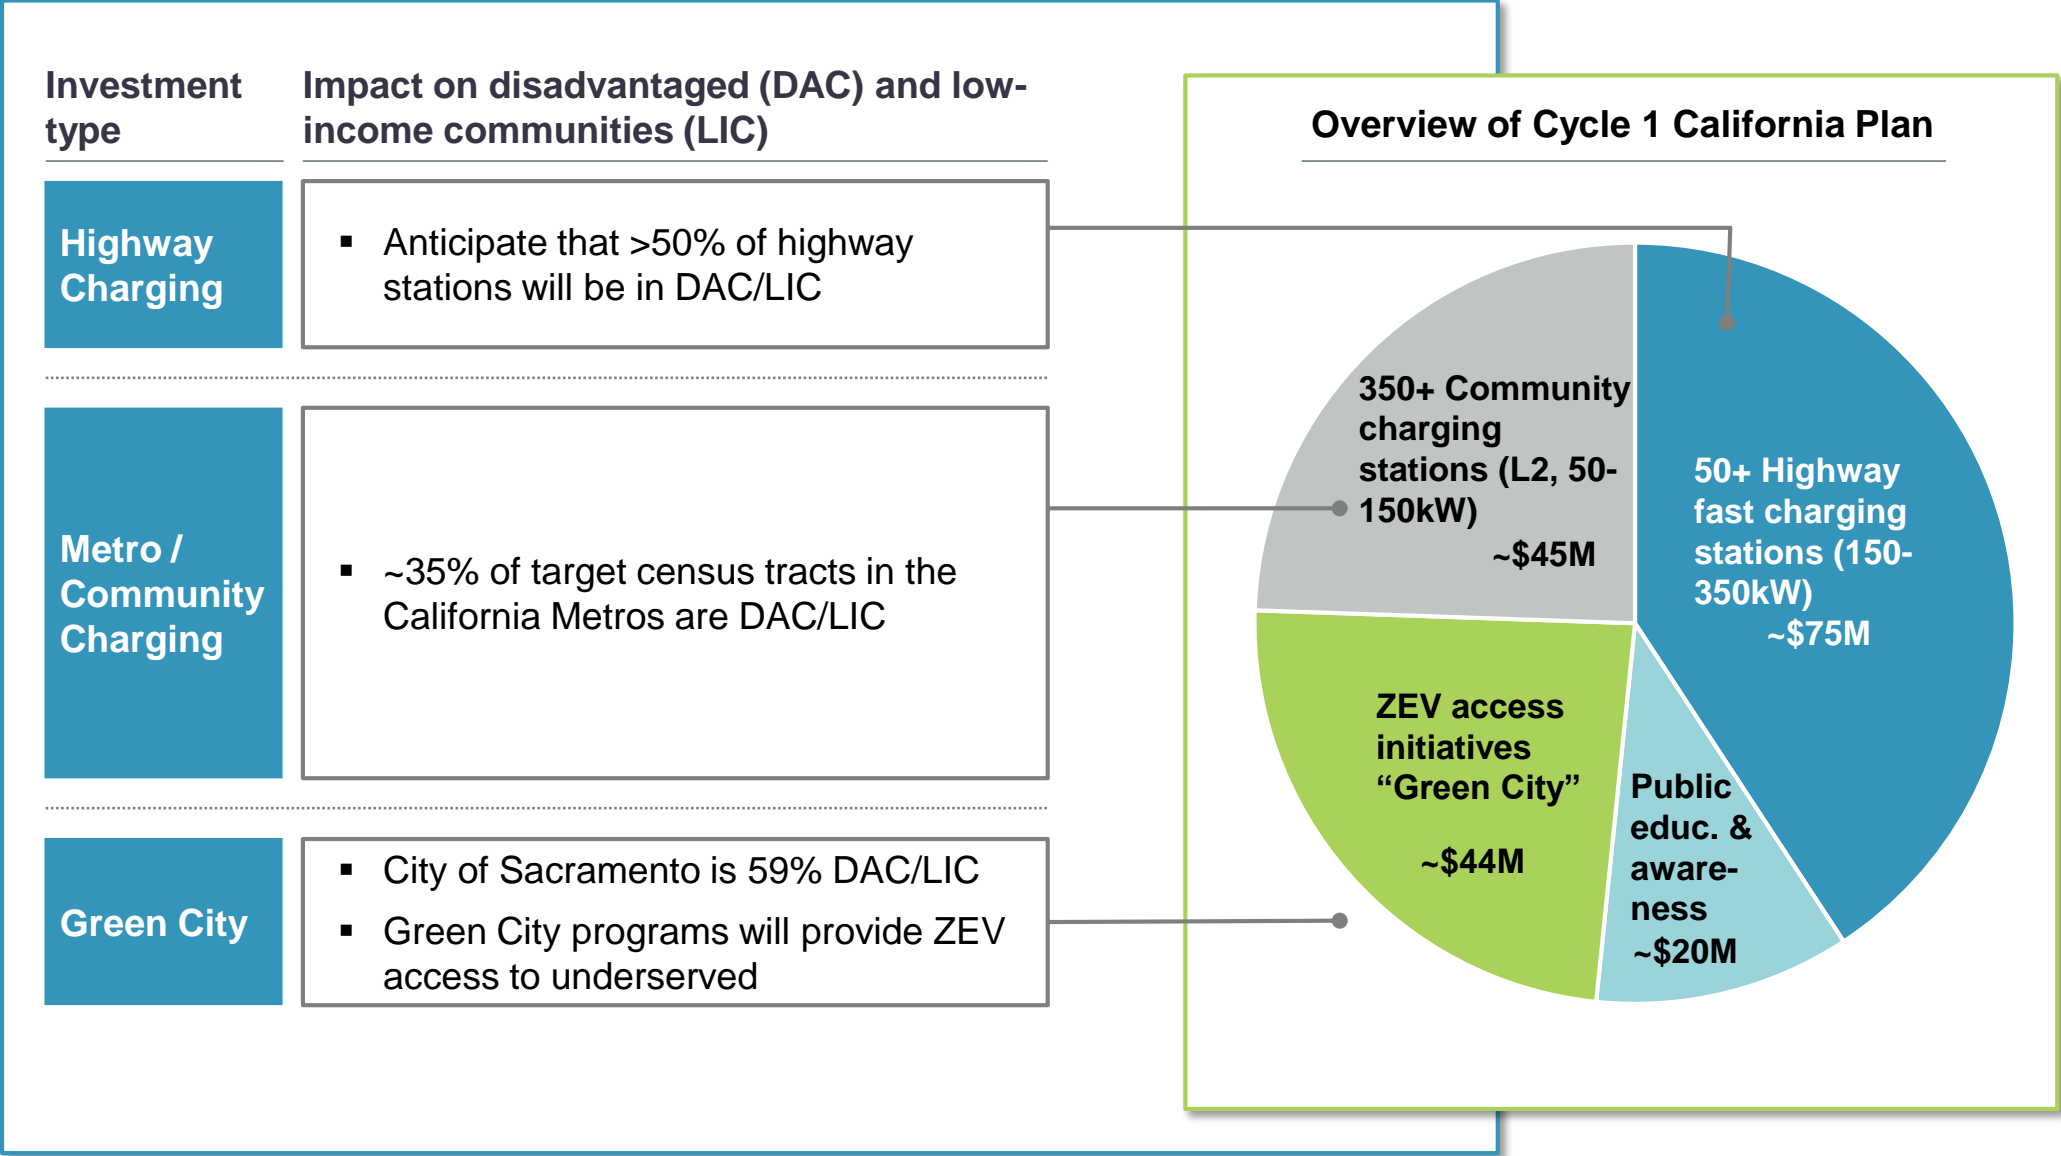 Investment
type
Impact on disadvantaged (DAC) and low-
income communities (LIC)
Highway
Charging
▪ Anticipate that >50% of highway
stations will be in DAC/LIC
Metro /
Community
Charging
▪ ~35% of target census tracts in the
California Metros are DAC/LIC
Green City
▪ City of Sacramento is 59% DAC/LIC
▪ Green City programs will provide ZEV
access to underserved
Overview of Cycle 1 California Plan
350+ Community
charging
stations (L2, 50-
150kW)
~$45M
50+ Highway
fast charging
stations (150-
350kW)
~$75M
ZEV access
initiatives
“Green City”
~$44M
Public
educ. &
aware-
ness
~$20M